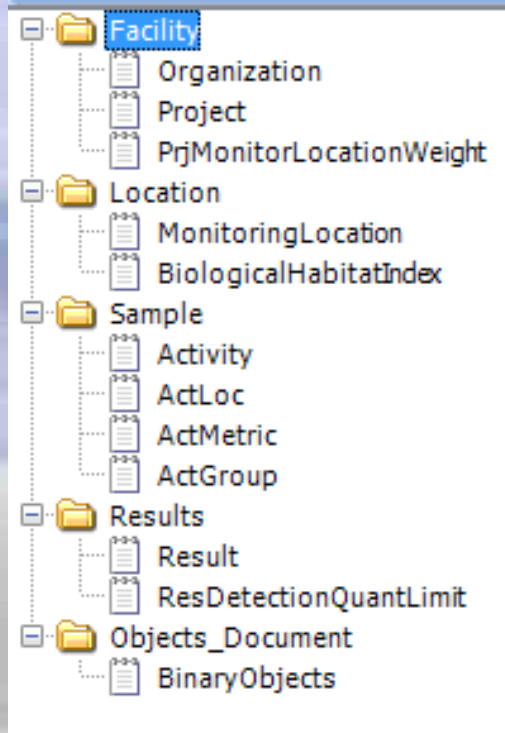 Facility
Organization
Project
PrjMonitorLocationWeight
Location
MonitoringLocation
BiologicalHabitatIndex
Sample
Activity
ActLoc
ActMetric
ActGroup
Results
Result
ResDetectionQuantLimit
Objects_Document
BinaryObjects